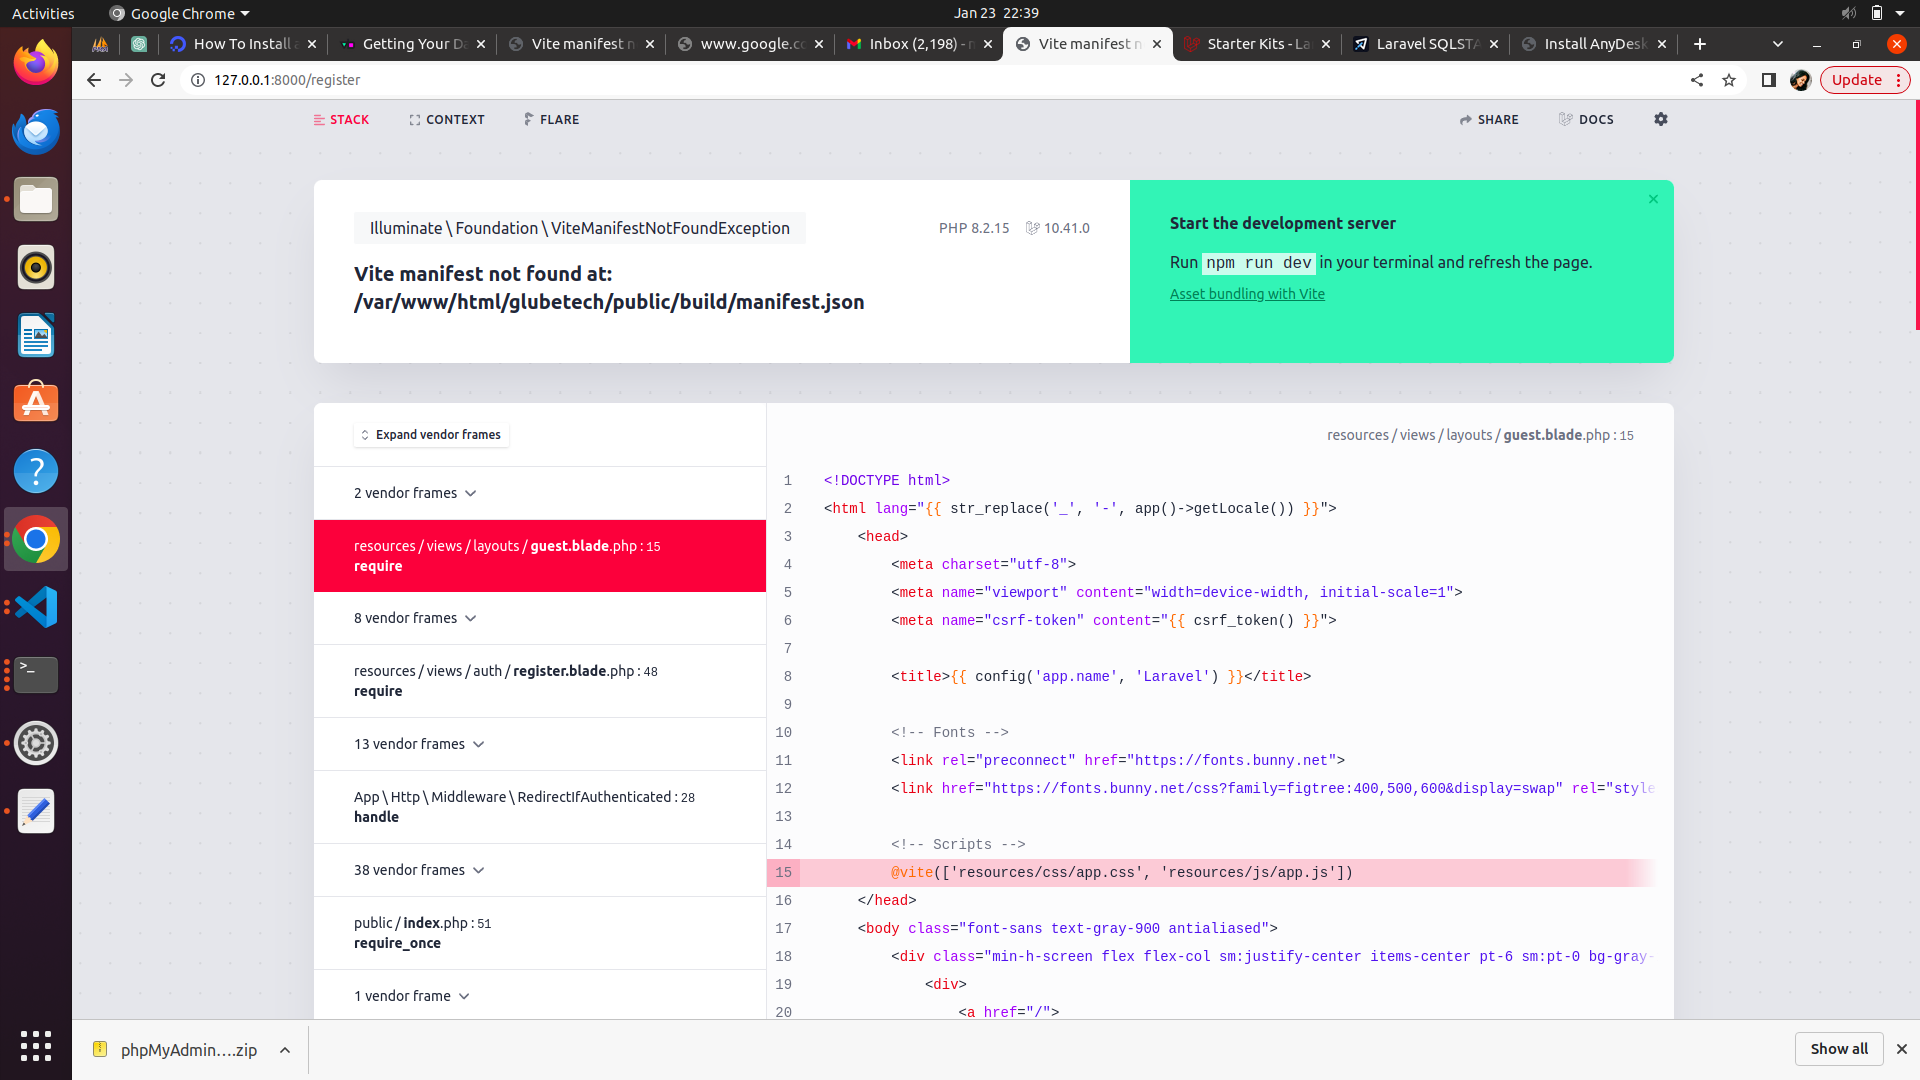 Activities
Google Chrome
Jan 23 22:39
How To Install a
Getting Your Da
Vite manifest n
www.google.co
Inbox (2,198) - n
Vite manifest n
Starter Kits - La
Laravel SQLSTA
Install AnyDesk
127.0.0.1:8000/register
Update
STACK
CONTEXT
FLARE
SHARE
DOCS
Illuminate \ Foundation \ ViteManifestNotFoundException
PHP 8.2.15
10.41.0
Vite manifest not found at:
/var/www/html/glubetech/public/build/manifest.json
Start the development server
Run npm run dev in your terminal and refresh the page.
Asset bundling with Vite
Expand vendor frames
2 vendor frames
resources / views / layouts / guest.blade.php : 15
require
8 vendor frames
resources / views / auth / register.blade.php : 48
require
13 vendor frames
App \ Http \ Middleware \ RedirectIfAuthenticated : 28
handle
38 vendor frames
public / index.php : 51
require_once
1 vendor frame
resources / views / layouts / guest.blade.php : 15
1 <!DOCTYPE html>
2 <html lang="{{ str_replace('_', '-', app()->getLocale()) }}">
3 <head>
4 <meta charset="utf-8">
5 <meta name="viewport" content="width=device-width, initial-scale=1">
6 <meta name="csrf-token" content="{{ csrf_token() }}">
7
8 <title>{{ config('app.name', 'Laravel') }}</title>
9
10 <!-- Fonts -->
11 <link rel="preconnect" href="https://fonts.bunny.net">
12 <link href="https://fonts.bunny.net/css?family=figtree:400,500,600&display=swap" rel="style
13
14 <!-- Scripts -->
15 @vite(['resources/css/app.css', 'resources/js/app.js'])
16 </head>
17 <body class="font-sans text-gray-900 antialiased">
18 <div class="min-h-screen flex flex-col sm:justify-center items-center pt-6 sm:pt-0 bg-gray-
19 <div>
20 <a href="/">
phpMyAdmin....zip
Show all